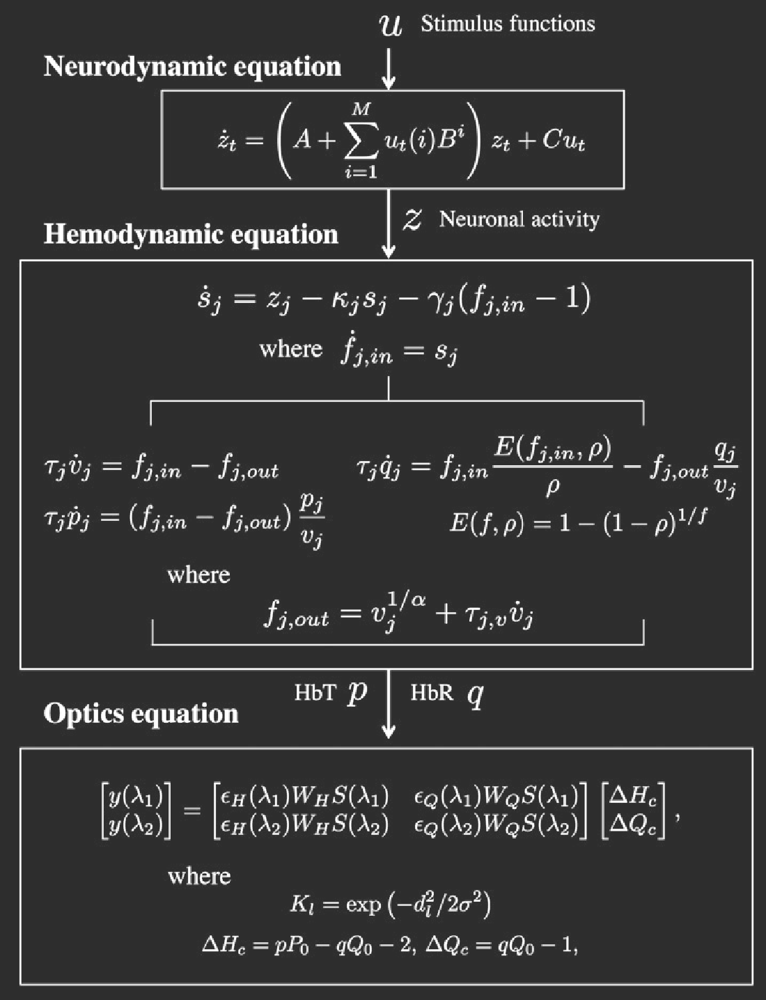 u Stimulus functions
Neurodynamic equation
ż_t = (A + ∑_{i=1}^{M} u_t(i)B^i) z_t + Cu_t
z Neuronal activity
Hemodynamic equation
ṡ_j = z_j − κ_j s_j − γ_j(f_{j,in} − 1)
where ḟ_{j,in} = s_j
τ_j v̇_j = f_{j,in} − f_{j,out}
τ_j q̇_j = f_{j,in} E(f_{j,in}, ρ)/ρ − f_{j,out} q_j/v_j
τ_j ṗ_j = (f_{j,in} − f_{j,out}) p_j/v_j
E(f, ρ) = 1 − (1 − ρ)^{1/f}
where
f_{j,out} = v_j^{1/α} + τ_{j,v} v̇_j
HbT p HbR q
Optics equation
[y(λ_1)] = [ϵ_H(λ_1)W_H S(λ_1) ϵ_Q(λ_1)W_Q S(λ_1)] [ΔH_c]
[y(λ_2)] [ϵ_H(λ_2)W_H S(λ_2) ϵ_Q(λ_2)W_Q S(λ_2)] [ΔQ_c],
where
K_l = exp (−d_l^2/2σ^2)
ΔH_c = pP_0 − qQ_0 − 2, ΔQ_c = qQ_0 − 1,